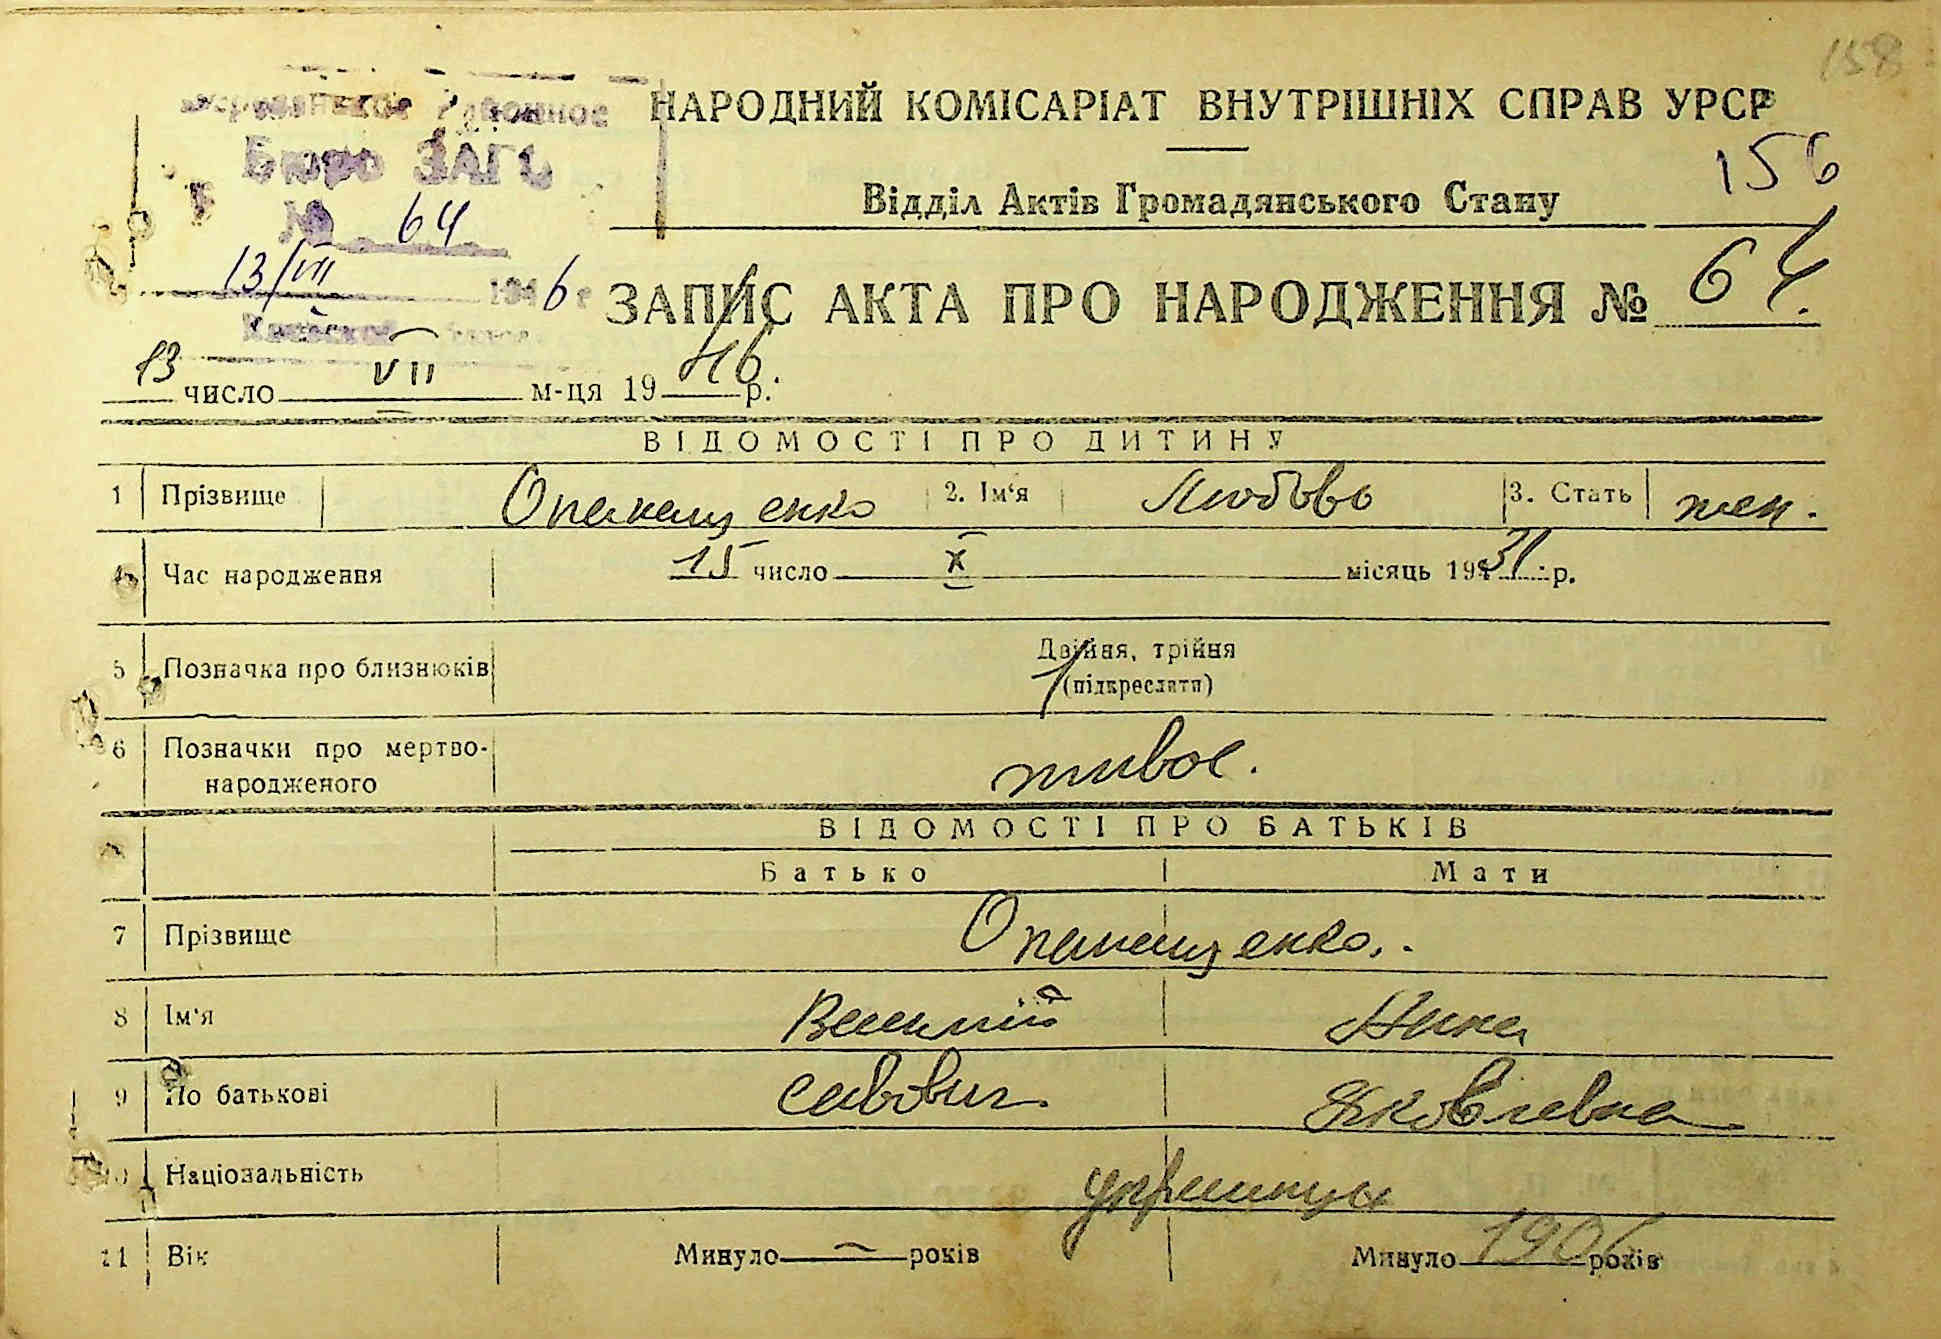 158
Районное НАРОДНИЙ КОМІСАРІАТ ВНУТРІШНІХ СПРАВ УРСР
Бюро ЗАГС
156
Відділ Актів Громадянського Стану
№ 64
13/VII 1946 г
ЗАПИС АКТА ПРО НАРОДЖЕННЯ № 64.
13 число VII м-ця 1946 р.
ВІДОМОСТІ ПРО ДИТИНУ
1 Прізвище Опанащенко 2. Ім'я Любовь 3. Стать жен.
4 Час народження 15 число X місяць 1931 р.
5 Позначка про близнюків Двійня, трійня
(підкреслити)
6 Позначки про мертво-
народженого живое.
ВІДОМОСТІ ПРО БАТЬКІВ
Батько Мати
7 Прізвище Опанащенко.
8 Ім'я Василий Нина
9 По батькові Савович Яковлевна
10 Національність украинцы
11 Вік Минуло — років Минуло років